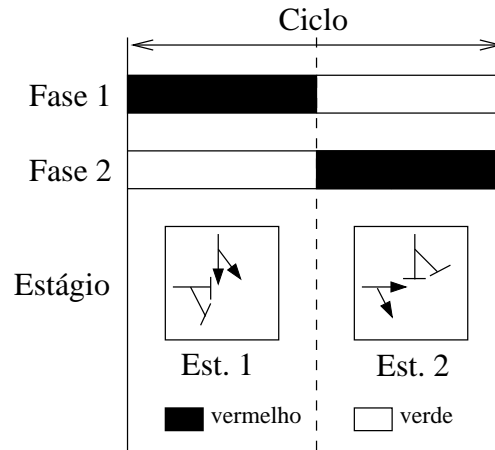 Ciclo
Fase 1
Fase 2
Estágio
Est. 1 Est. 2
vermelho verde